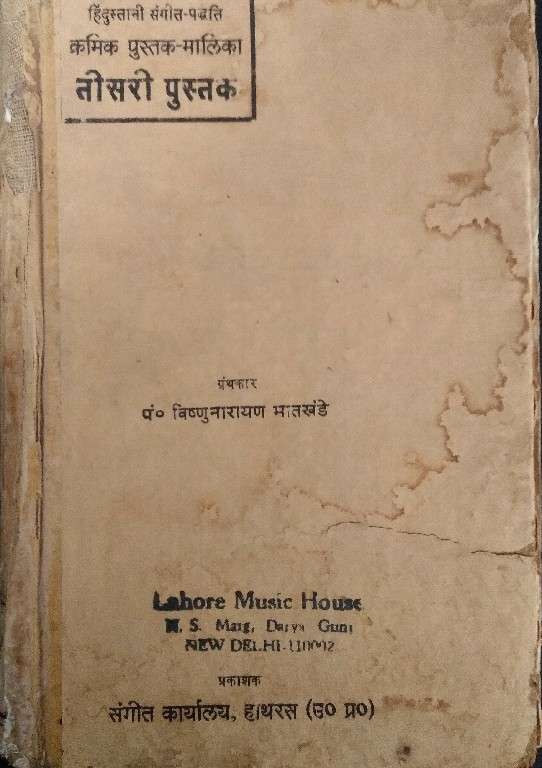 हिंदुस्तानी संगीत-पद्धति
क्रमिक पुस्तक-मालिका
तीसरी पुस्तक
ग्रंथकार
पं० विष्णुनारायण भातखंडे
Lahore Music House
N. S. Marg, Darya Gunj
NEW DELHI-110002
प्रकाशक
संगीत कार्यालय, हाथरस (उ० प्र०)